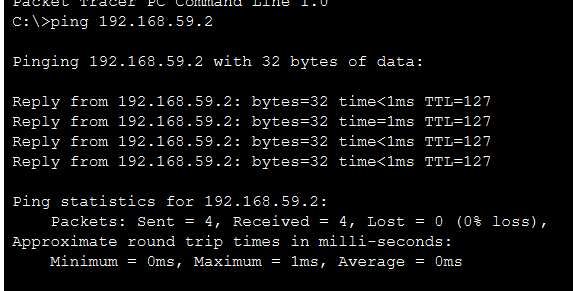 Packet Tracer PC Command Line 1.0
C:\>ping 192.168.59.2
Pinging 192.168.59.2 with 32 bytes of data:
Reply from 192.168.59.2: bytes=32 time<1ms TTL=127
Reply from 192.168.59.2: bytes=32 time=1ms TTL=127
Reply from 192.168.59.2: bytes=32 time<1ms TTL=127
Reply from 192.168.59.2: bytes=32 time<1ms TTL=127
Ping statistics for 192.168.59.2:
Packets: Sent = 4, Received = 4, Lost = 0 (0% loss),
Approximate round trip times in milli-seconds:
Minimum = 0ms, Maximum = 1ms, Average = 0ms